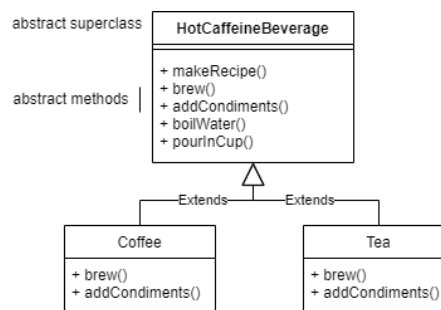 abstract superclass
HotCaffeineBeverage
+ makeRecipe()
+ brew()
abstract methods
+ addCondiments()
+ boilWater()
+ pourInCup()
Extends
Extends
Coffee
Tea
+ brew()
+ addCondiments()
+ brew()
+ addCondiments()